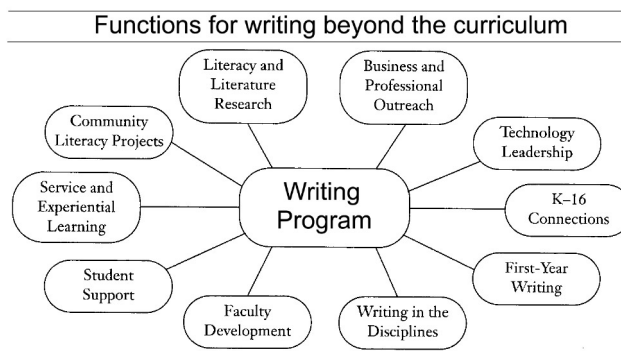 Functions for writing beyond the curriculum
Literacy and
Literature
Research
Business and
Professional
Outreach
Community
Literacy Projects
Technology
Leadership
Service and
Experiential
Learning
Writing
Program
K–16
Connections
Student
Support
First-Year
Writing
Faculty
Development
Writing in the
Disciplines